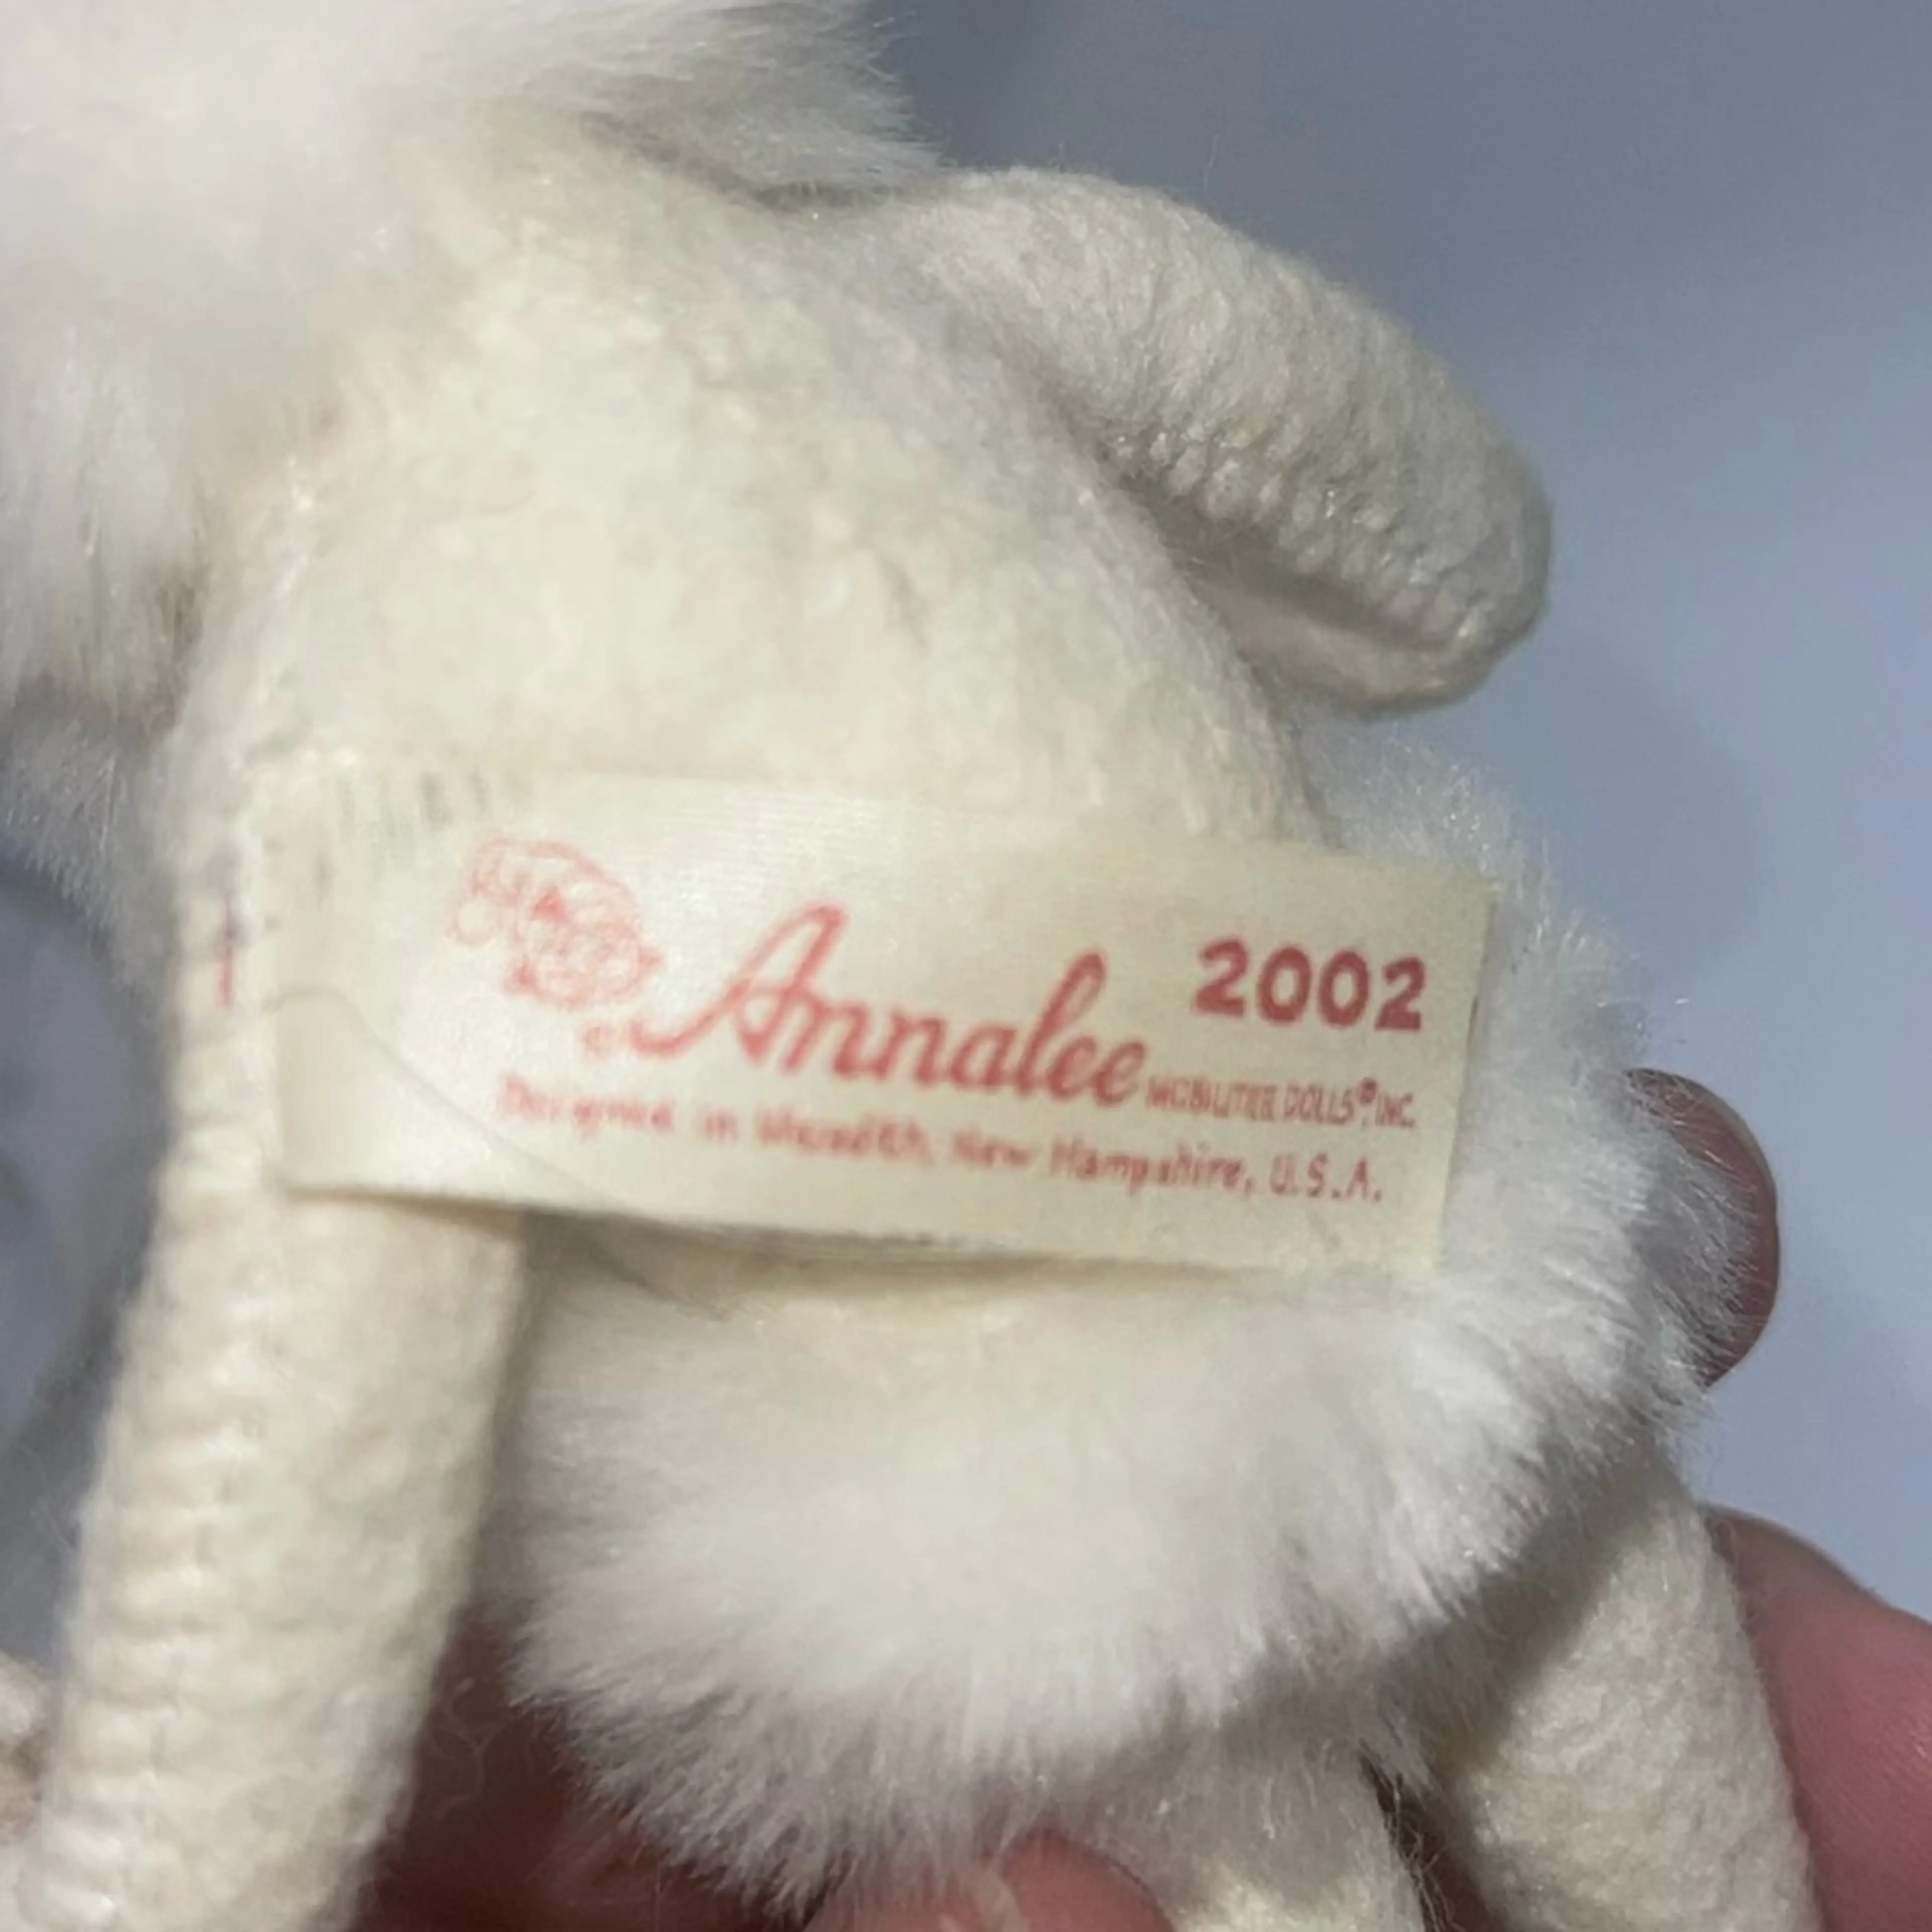 2002
© Annalee MOBILITEE DOLLS®, INC.
Designed in Meredith, New Hampshire, U.S.A.